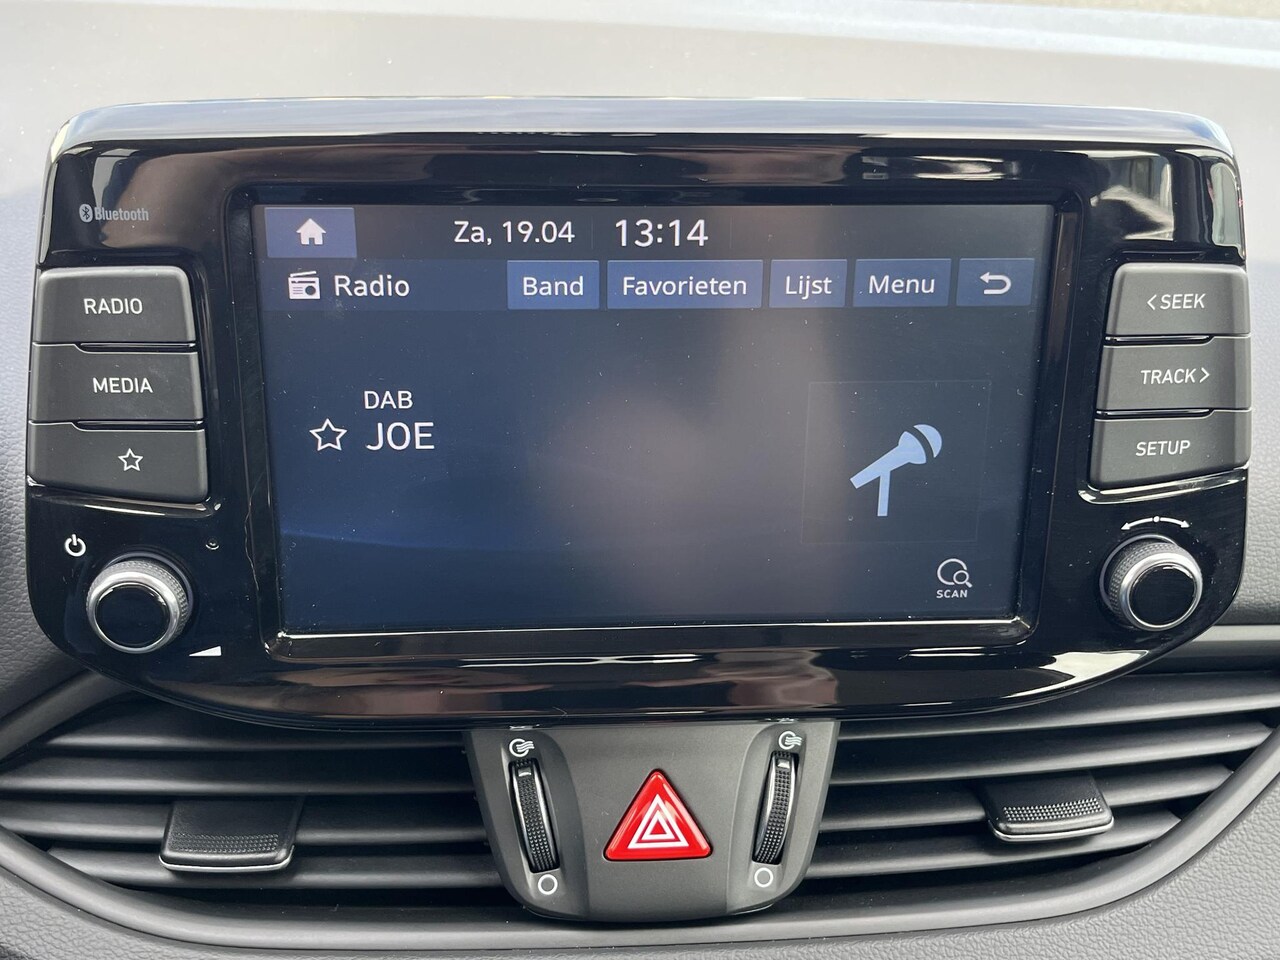 Bluetooth
Za, 19.04 13:14
Radio Band Favorieten Lijst Menu
RADIO
MEDIA
DAB
JOE
SCAN
< SEEK
TRACK >
SETUP